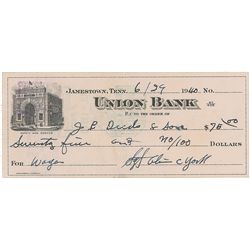 JAMESTOWN, TENN. 6/29 1940 No.
UNION BANK
PAY TO THE ORDER OF
J B & Sons $75.00
Seventy five and no/100 DOLLARS
FOR Wages Sgt Alvin C York